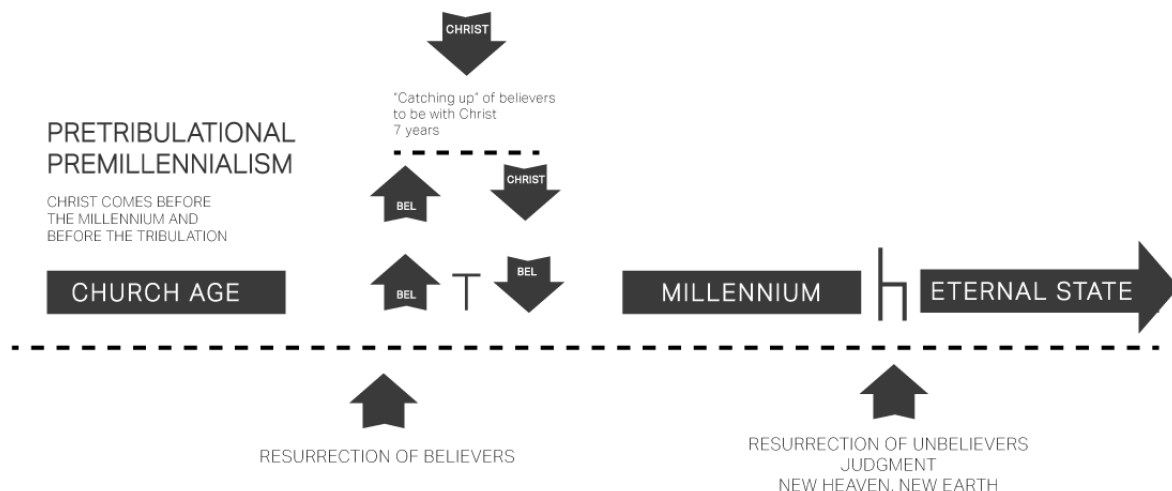 CHRIST
"Catching up" of believers
to be with Christ
7 years
PRETRIBULATIONAL
PREMILLENNIALISM
CHRIST COMES BEFORE
THE MILLENNIUM AND
BEFORE THE TRIBULATION
BEL
CHRIST
CHURCH AGE
BEL
T
BEL
MILLENNIUM
ETERNAL STATE
RESURRECTION OF BELIEVERS
RESURRECTION OF UNBELIEVERS
JUDGMENT
NEW HEAVEN, NEW EARTH